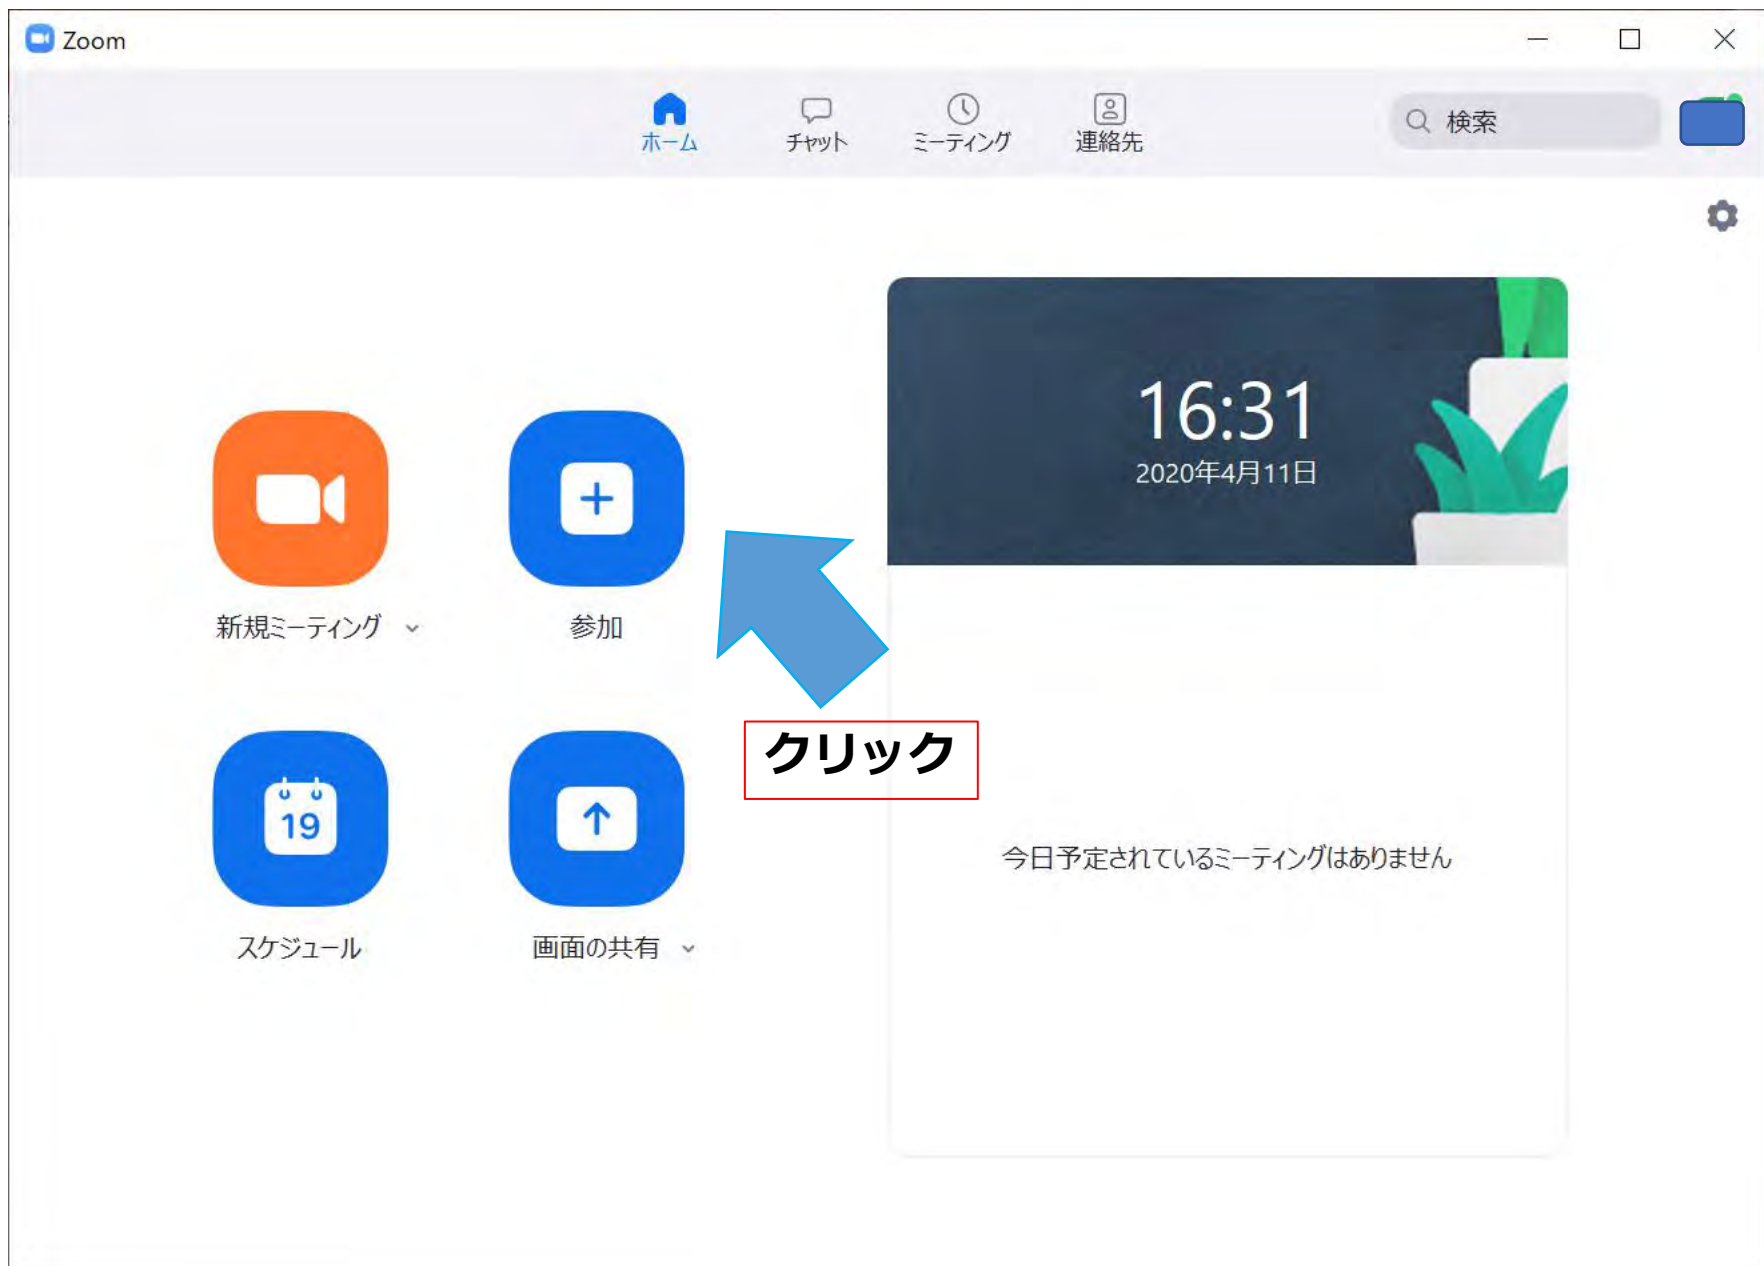 Zoom
ホーム
チャット
ミーティング
連絡先
検索
16:31
2020年4月11日
新規ミーティング
参加
クリック
19
スケジュール
画面の共有
今日予定されているミーティングはありません